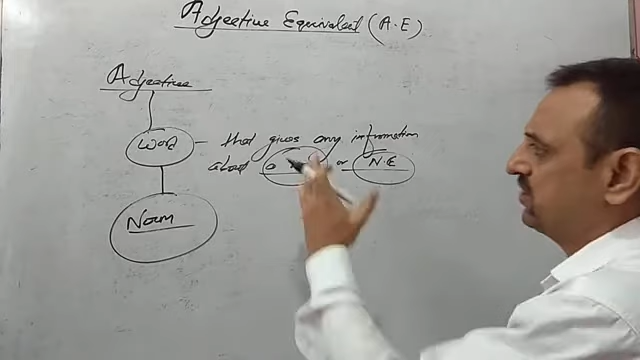 Adjective Equivalent (A.E)
Adjective
Word — that gives any information
about a or N.E
Noun